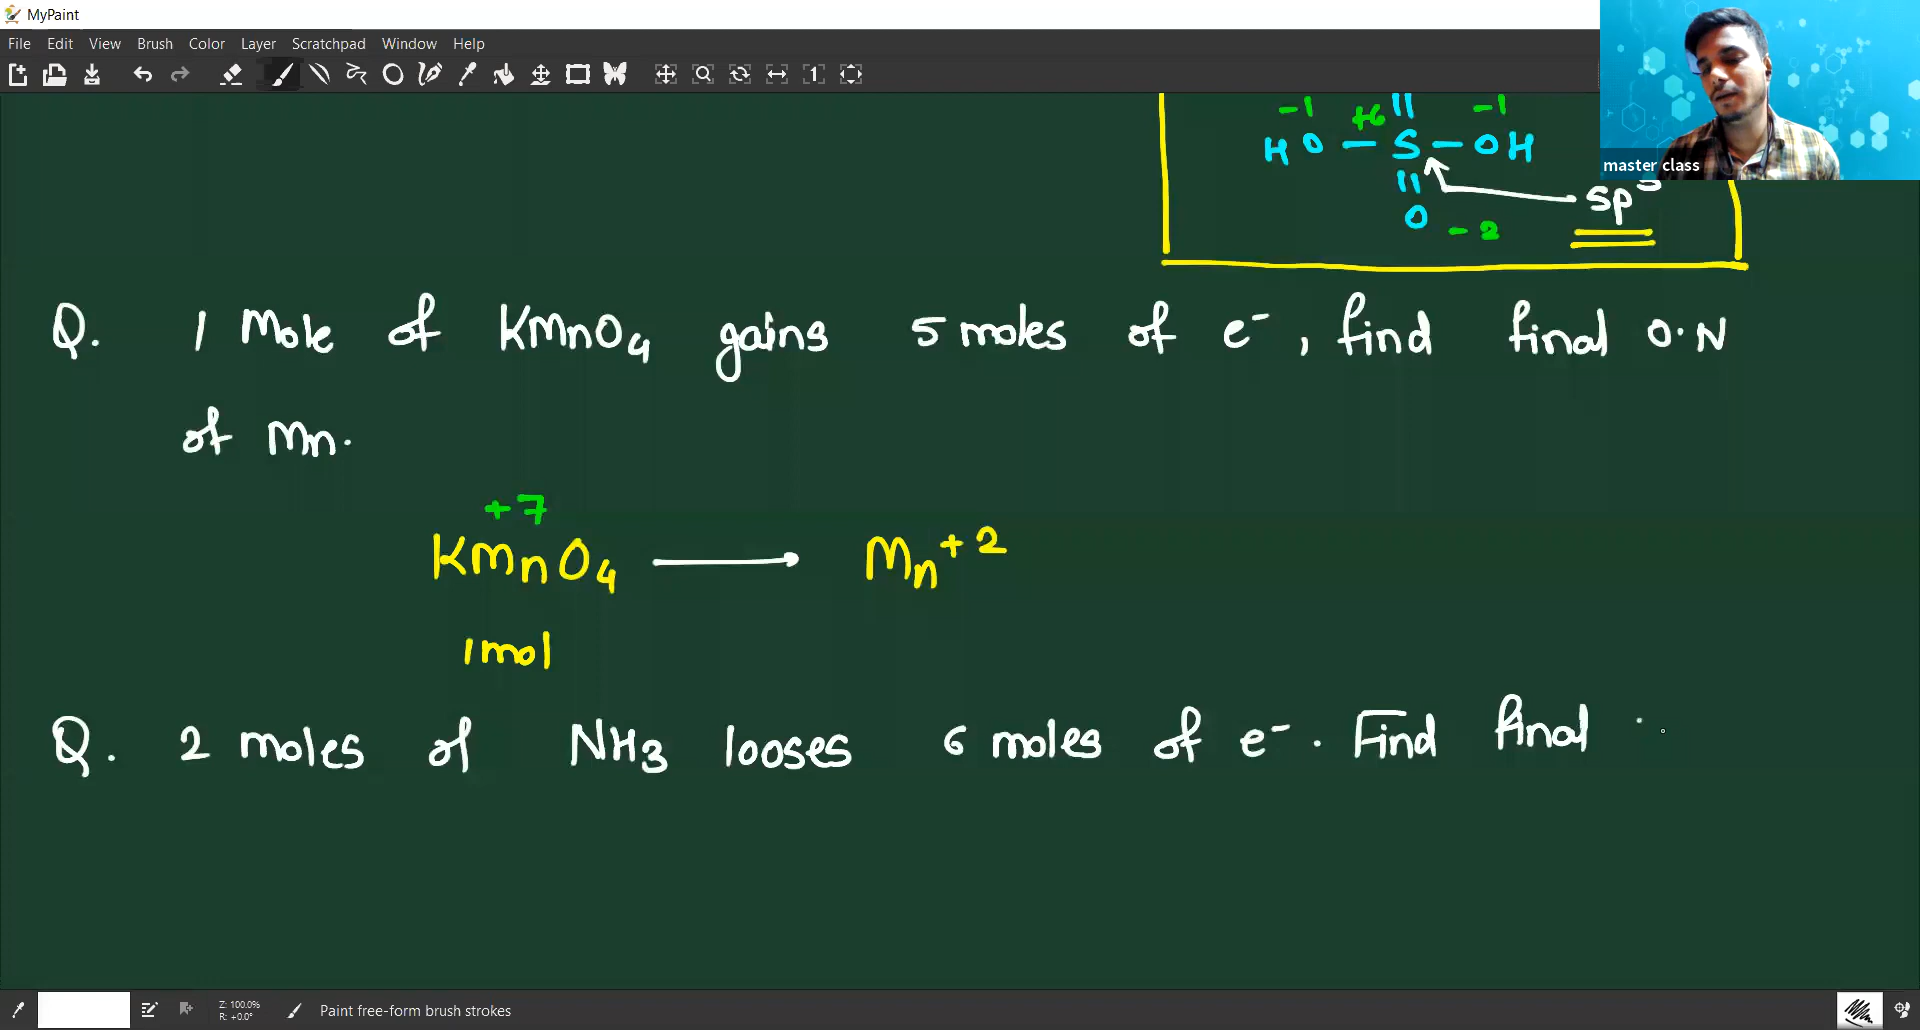 MyPaint
File Edit View Brush Color Layer Scratchpad Window Help
master class
-1 +6 -1
HO - S - OH
O -2
sp³
Q. 1 Mole of KMnO4 gains 5 moles of e⁻, find final O.N
of Mn.
+7
KMnO4 ⟶ Mn⁺²
1mol
Q. 2 moles of NH3 looses 6 moles of e⁻. Find final
Z: 100.0%
R: +0.0°
Paint free-form brush strokes